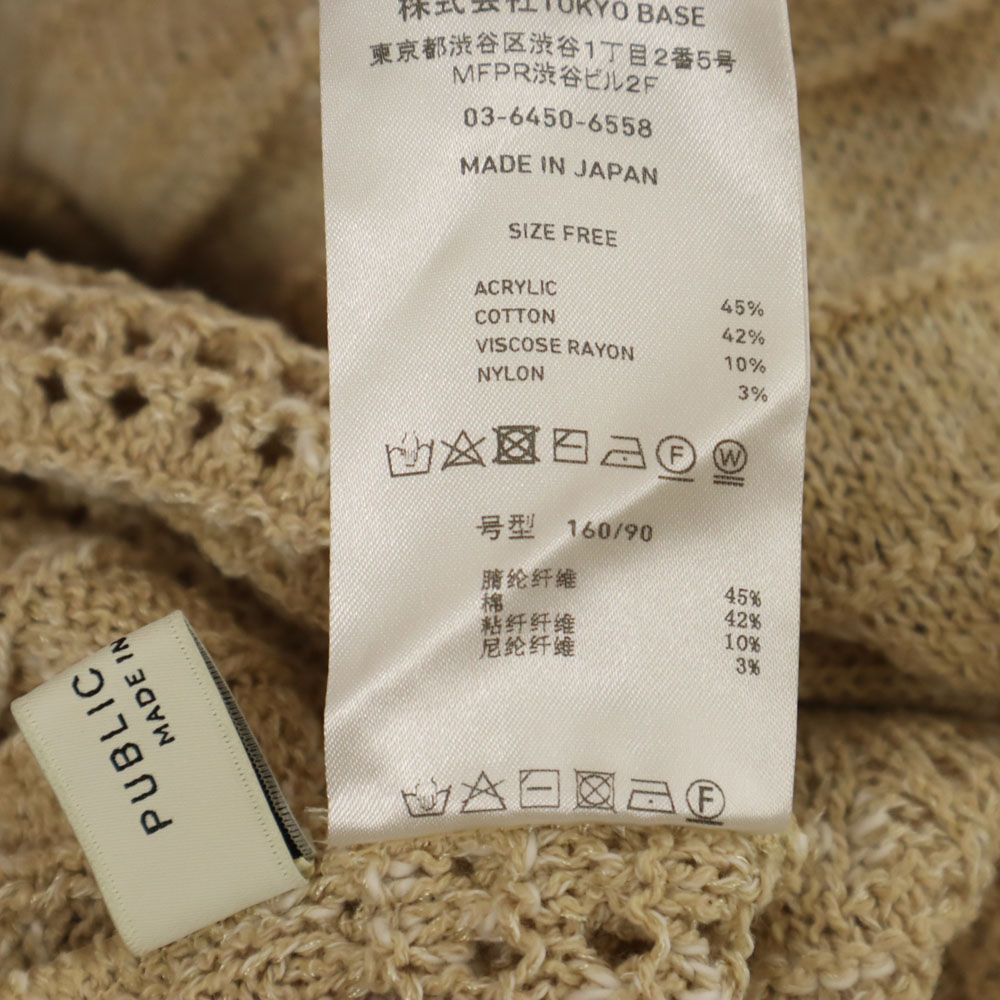 株式会社TOKYO BASE
東京都渋谷区渋谷1丁目2番5号
MFPR渋谷ビル2F
03-6450-6558
MADE IN JAPAN
SIZE FREE
ACRYLIC 45%
COTTON 42%
VISCOSE RAYON 10%
NYLON 3%
F W
号型 160/90
腈纶纤维 45%
棉 42%
粘纤纤维 10%
尼纶纤维 3%
F
PUBLIC
MADE IN